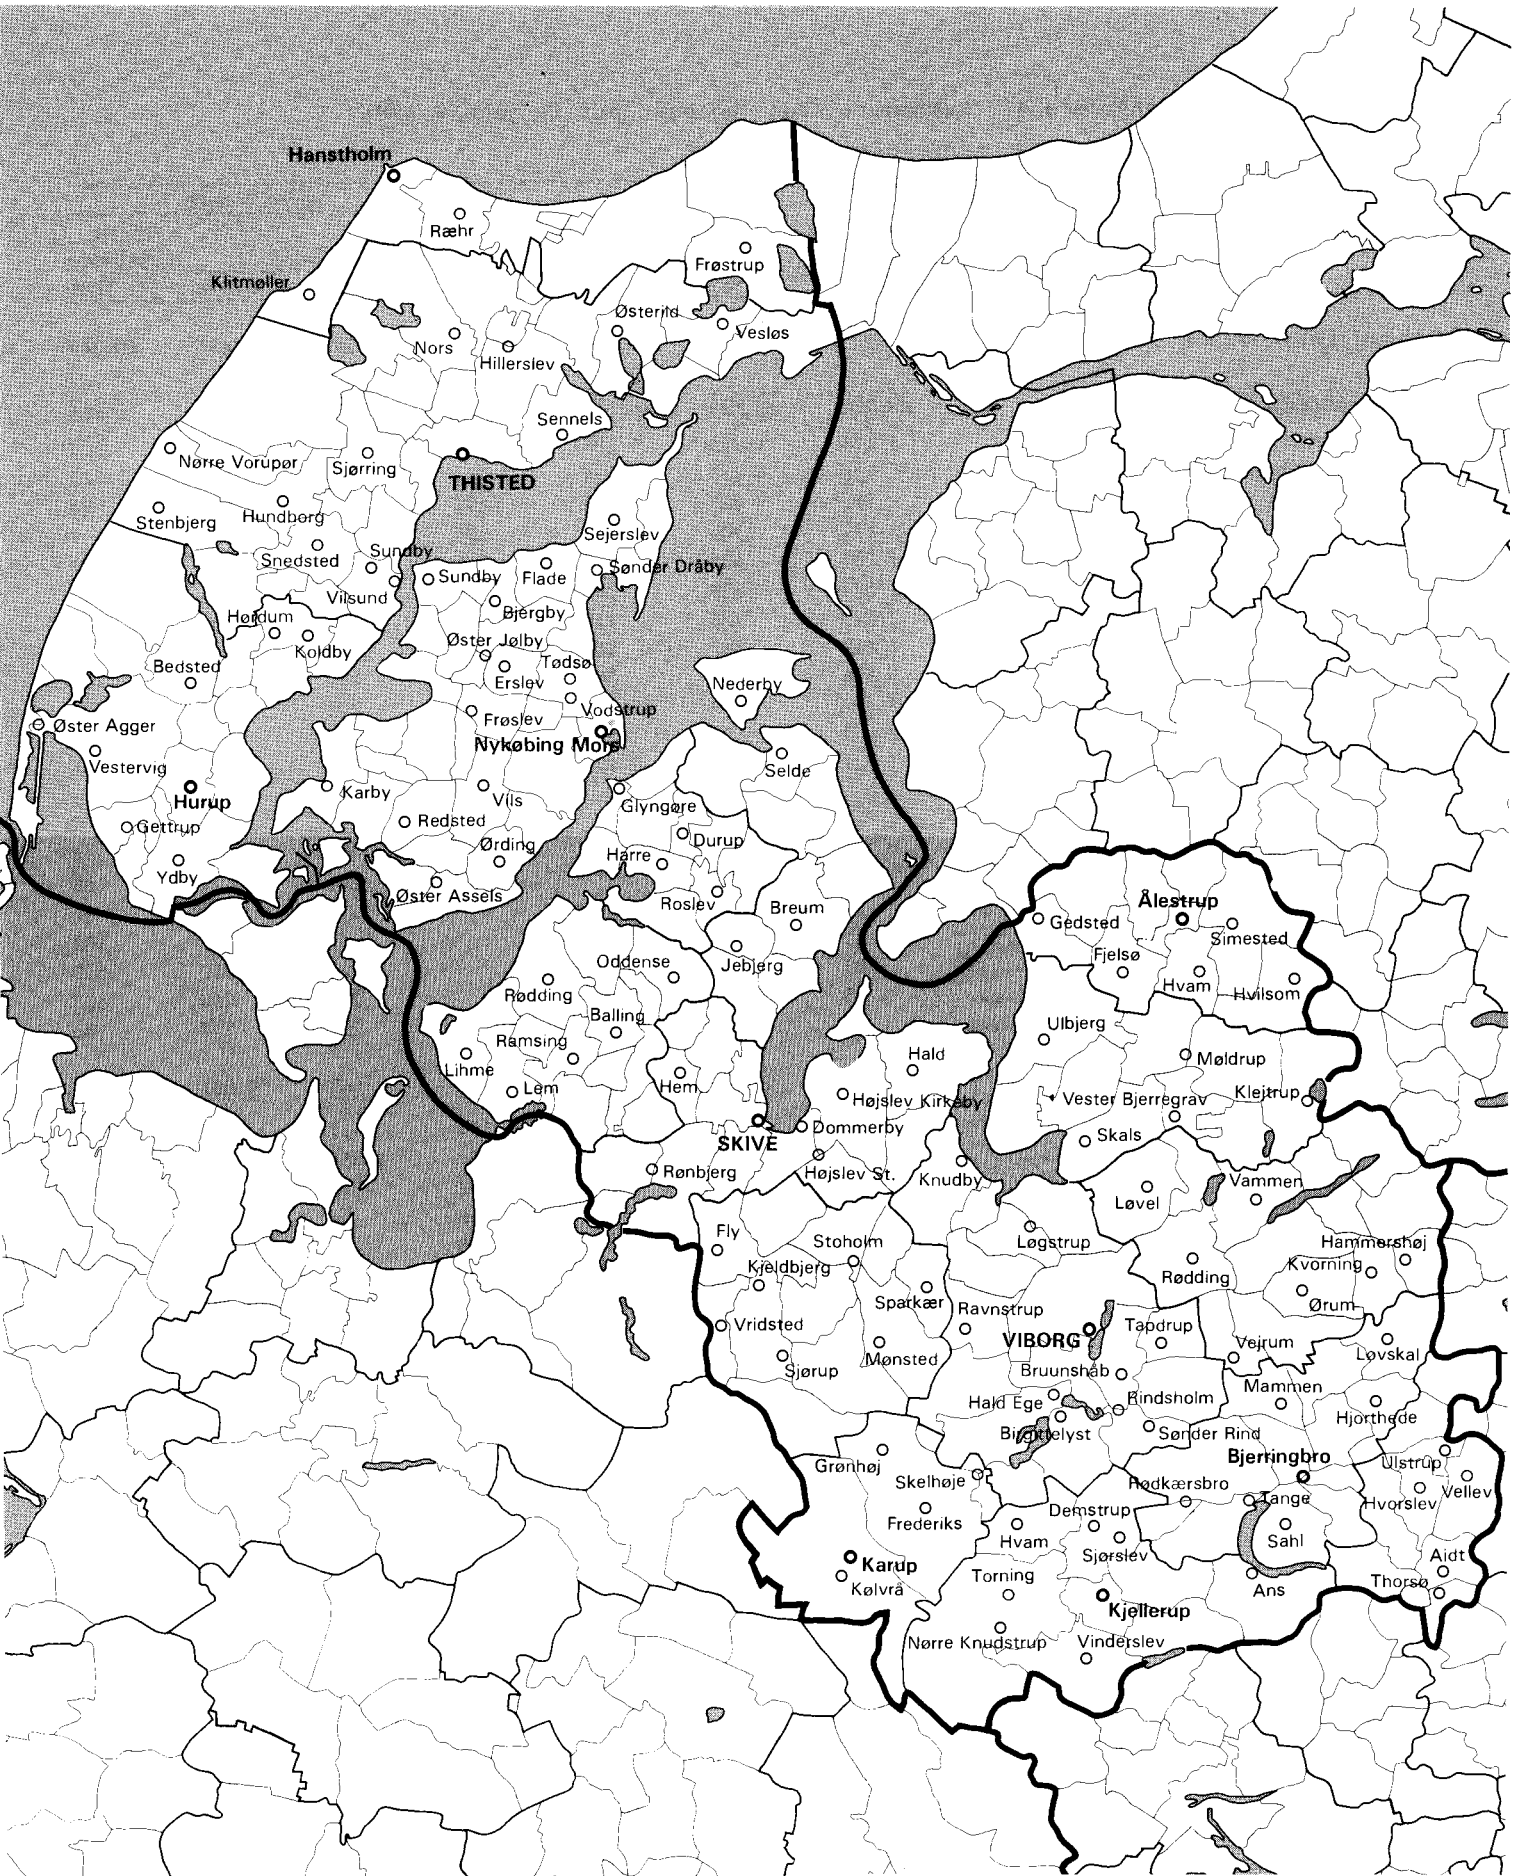 Hanstholm
Ræhr
Frøstrup
Klitmøller
Østerild
Vesløs
Nors
Hillerslev
Sennels
Nørre Vorupør
Sjørring
THISTED
Stenbjerg
Hundborg
Sejerslev
Snedsted
Sundby
Sundby
Flade
Sønder Dråby
Vilsund
Bjergby
Hørdum
Koldby
Øster Jølby
Tødsø
Bedsted
Erslev
Nederby
Vodstrup
Øster Agger
Frøslev
Nykøbing Mors
Vestervig
Selde
Hurup
Karby
Vils
Glyngøre
Gettrup
Redsted
Durup
Ørding
Harre
Ydby
Øster Assels
Roslev
Breum
Ålestrup
Gedsted
Simested
Fjelsø
Oddense
Jebjerg
Rødding
Hvam
Hvilsom
Balling
Ulbjerg
Ramsing
Hald
Møldrup
Lihme
Lem
Hem
Højslev Kirkeby
Vester Bjerregrav
Klejtrup
SKIVE
Dommerby
Skals
Rønbjerg
Højslev St.
Knudby
Løvel
Vammen
Fly
Stoholm
Løgstrup
Hammershøj
Kjeldbjerg
Rødding
Kvorning
Sparkær
Ravnstrup
Ørum
Vridsted
VIBORG
Tapdrup
Vejrum
Løvskal
Sjørup
Mønsted
Bruunshåb
Mammen
Hald Ege
Rindsholm
Hjorthede
Birgittelyst
Sønder Rind
Bjerringbro
Grønhøj
Skelhøje
Rødkærsbro
Ulstrup
Tange
Hvorslev
Vellev
Frederiks
Demstrup
Hvam
Sjørslev
Sahl
Karup
Kølvrå
Torning
Ans
Aidt
Thorsø
Kjellerup
Nørre Knudstrup
Vinderslev